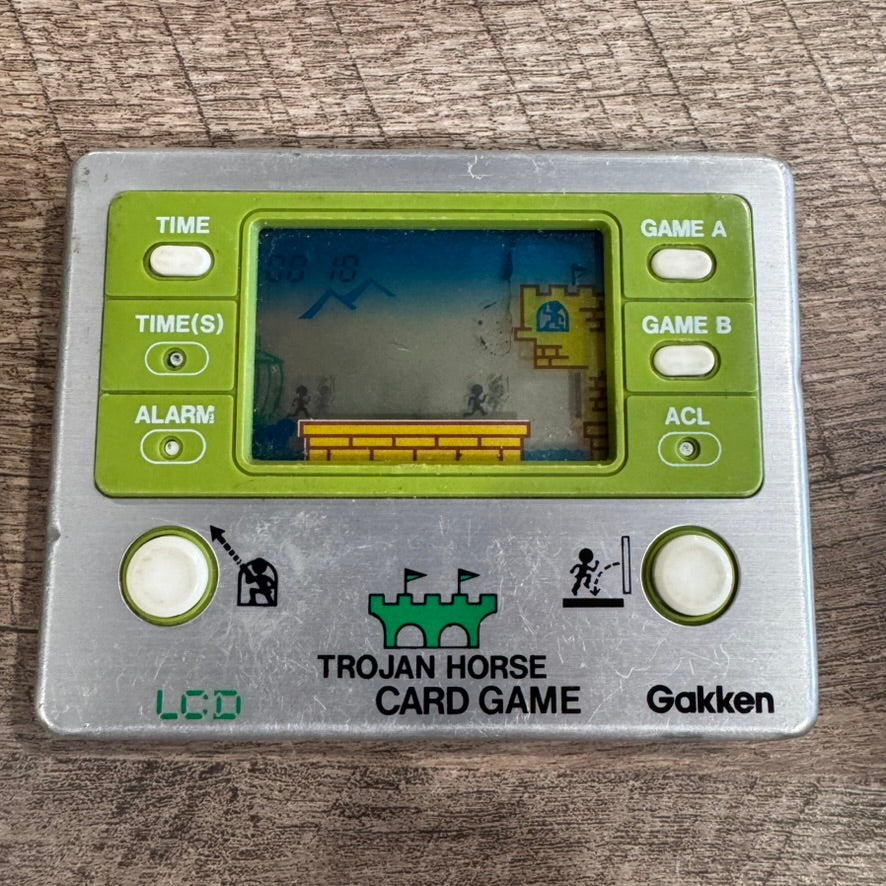 TIME
GAME A
TIME(S)
GAME B
ALARM
ACL
TROJAN HORSE
CARD GAME
LCD
Gakken